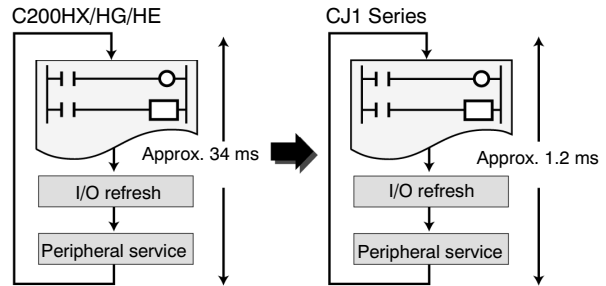 C200HX/HG/HE
Approx. 34 ms
I/O refresh
Peripheral service
CJ1 Series
Approx. 1.2 ms
I/O refresh
Peripheral service